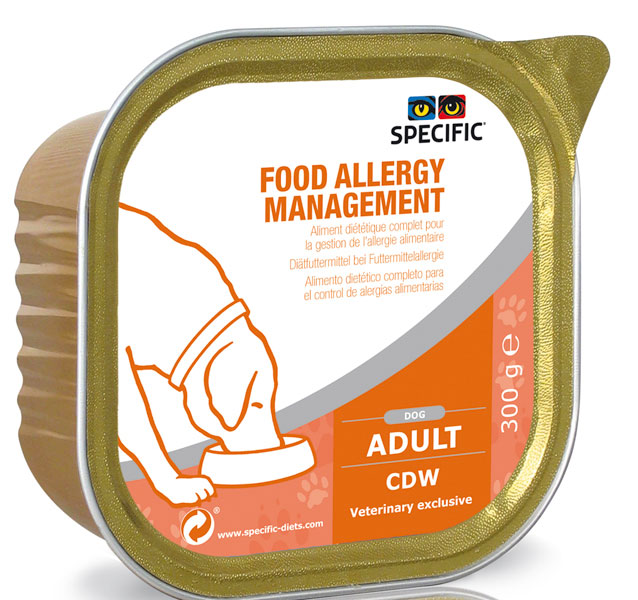 SPECIFIC®
FOOD ALLERGY
MANAGEMENT
Aliment diététique complet pour
la gestion de l'allergie alimentaire
Diätfuttermittel bei Futtermittelallergie
Alimento dietético completo para
el control de alergias alimentarias
DOG
ADULT
CDW
Veterinary exclusive
300 g e
®
www.specific-diets.com